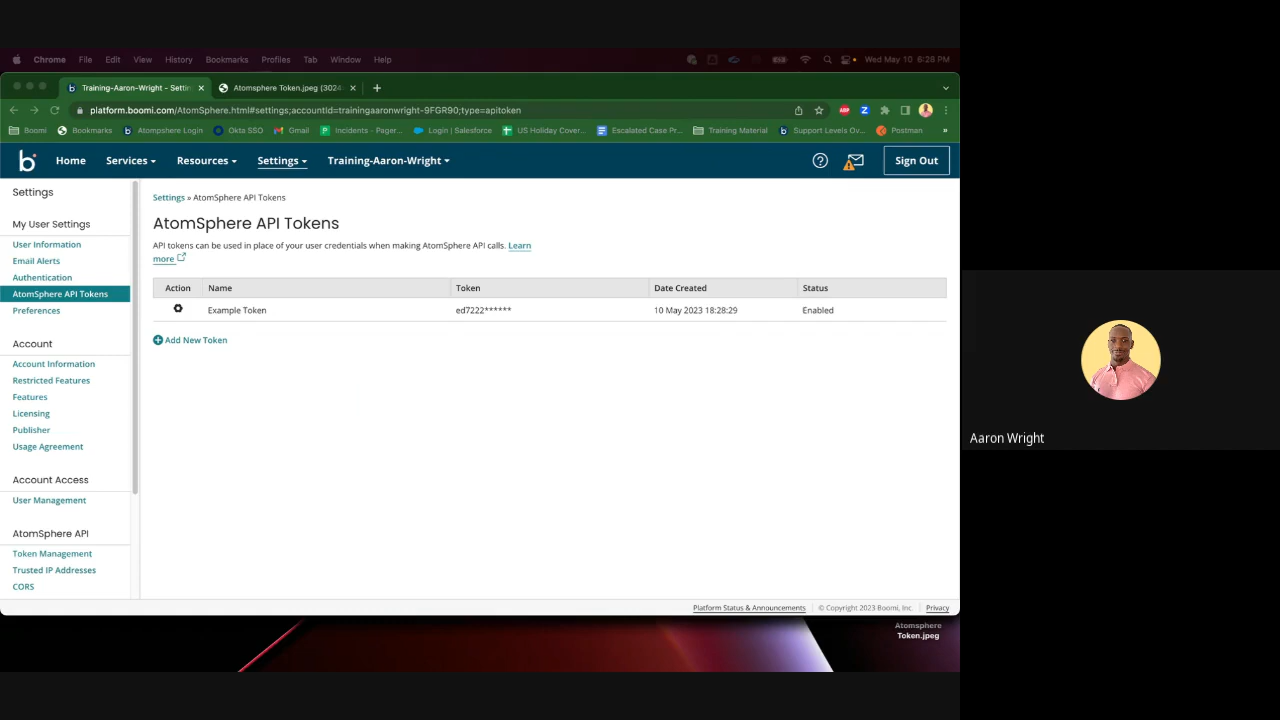 Chrome File Edit View History Bookmarks Profiles Tab Window Help Wed May 10 6:28 PM
Training-Aaron-Wright - Settin Atomsphere Token.jpeg (3024
platform.boomi.com/AtomSphere.html#settings;accountId=trainingaaronwright-9FGR90;type=apitoken
Boomi Bookmarks Atompshere Login Okta SSO Gmail Incidents - Pager... Login | Salesforce US Holiday Cover... Escalated Case Pr... Training Material Support Levels Ov... Postman »
b Home Services Resources Settings Training-Aaron-Wright Sign Out
Settings
My User Settings
User Information
Email Alerts
Authentication
AtomSphere API Tokens
Preferences
Account
Account Information
Restricted Features
Features
Licensing
Publisher
Usage Agreement
Account Access
User Management
AtomSphere API
Token Management
Trusted IP Addresses
CORS
Settings » AtomSphere API Tokens
AtomSphere API Tokens
API tokens can be used in place of your user credentials when making AtomSphere API calls. Learn
more
Action Name Token Date Created Status
Example Token ed7222****** 10 May 2023 18:28:29 Enabled
Add New Token
Platform Status & Announcements © Copyright 2023 Boomi, Inc. Privacy
Atomsphere
Token.jpeg
Aaron Wright